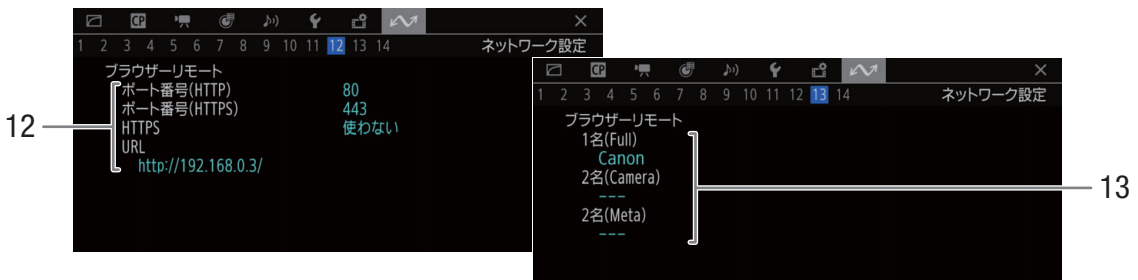 CP
1 2 3 4 5 6 7 8 9 10 11 12 13 14 ネットワーク設定
ブラウザーリモート
ポート番号(HTTP) 80
ポート番号(HTTPS) 443
HTTPS 使わない
URL
http://192.168.0.3/
12
CP
1 2 3 4 5 6 7 8 9 10 11 12 13 14 ネットワーク設定
ブラウザーリモート
1名(Full)
Canon
2名(Camera)
---
2名(Meta)
---
13